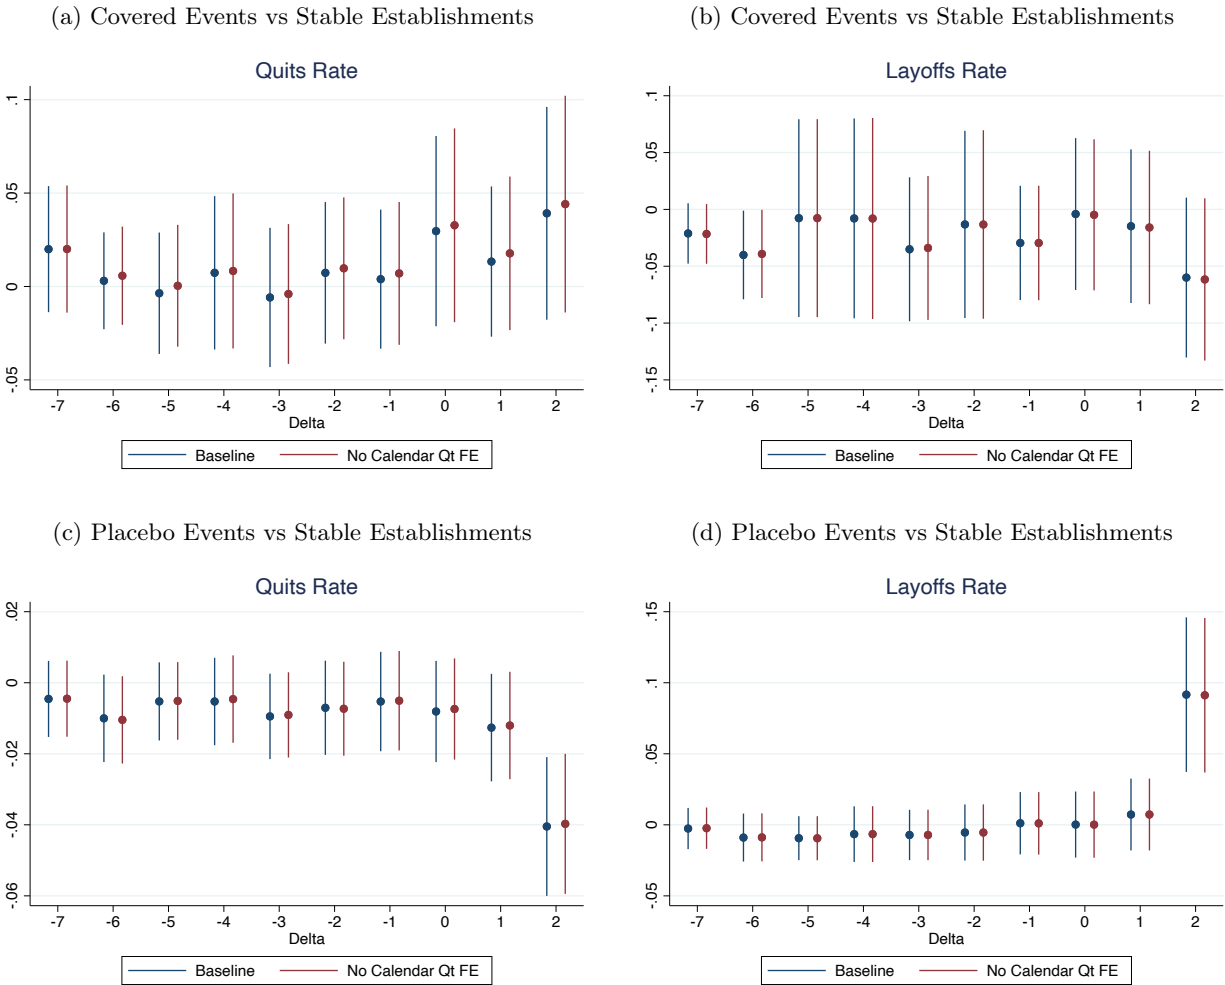 (a) Covered Events vs Stable Establishments
Quits Rate
.1
.05
0
-.05
-7 -6 -5 -4 -3 -2 -1 0 1 2
Delta
Baseline No Calendar Qt FE
(b) Covered Events vs Stable Establishments
Layoffs Rate
.1
.05
0
-.05
-.1
-.15
-7 -6 -5 -4 -3 -2 -1 0 1 2
Delta
Baseline No Calendar Qt FE
(c) Placebo Events vs Stable Establishments
Quits Rate
.02
0
-.02
-.04
-.06
-7 -6 -5 -4 -3 -2 -1 0 1 2
Delta
Baseline No Calendar Qt FE
(d) Placebo Events vs Stable Establishments
Layoffs Rate
.15
.1
.05
0
-.05
-7 -6 -5 -4 -3 -2 -1 0 1 2
Delta
Baseline No Calendar Qt FE